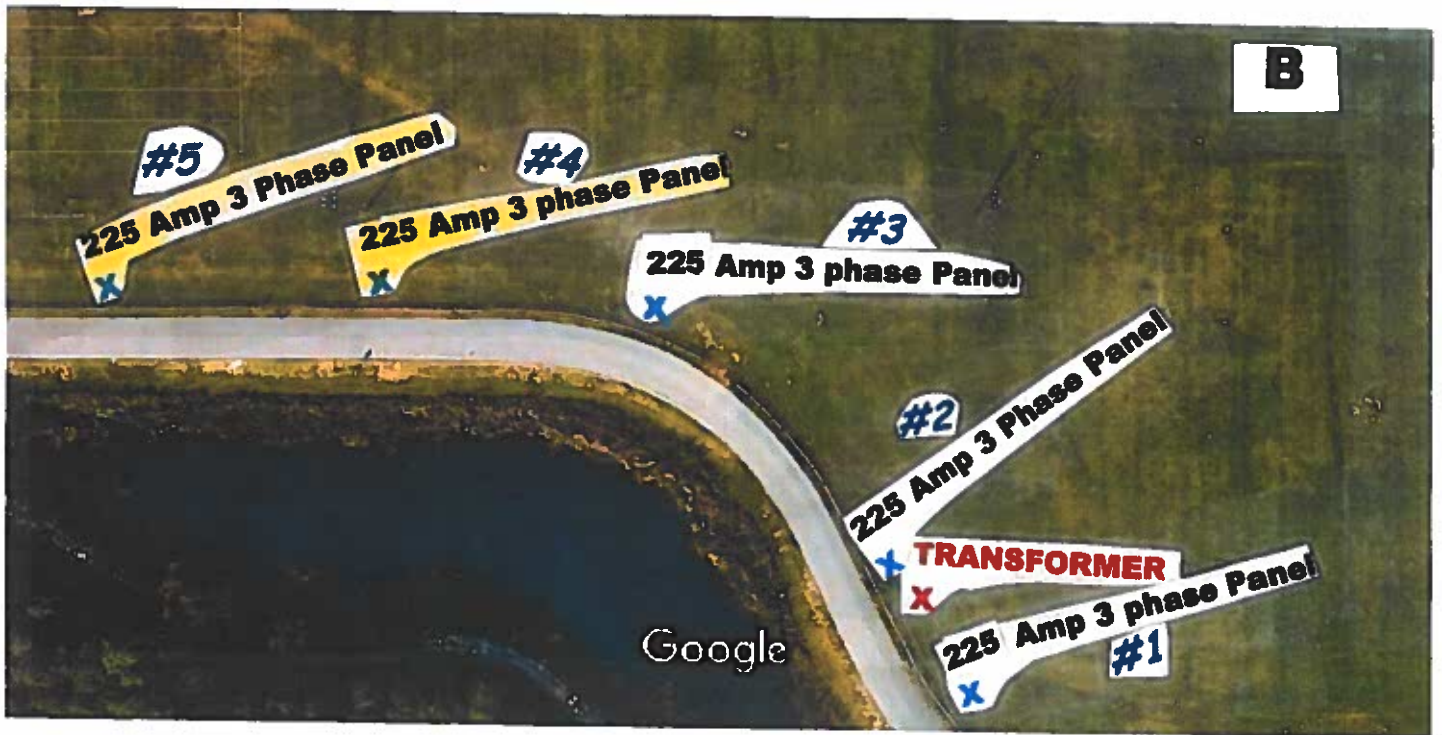 B
#5
225 Amp 3 Phase Panel
X
#4
225 Amp 3 phase Panel
X
#3
225 Amp 3 phase Panel
X
#2
225 Amp 3 Phase Panel
X
TRANSFORMER
X
225 Amp 3 phase Panel
#1
X
Google